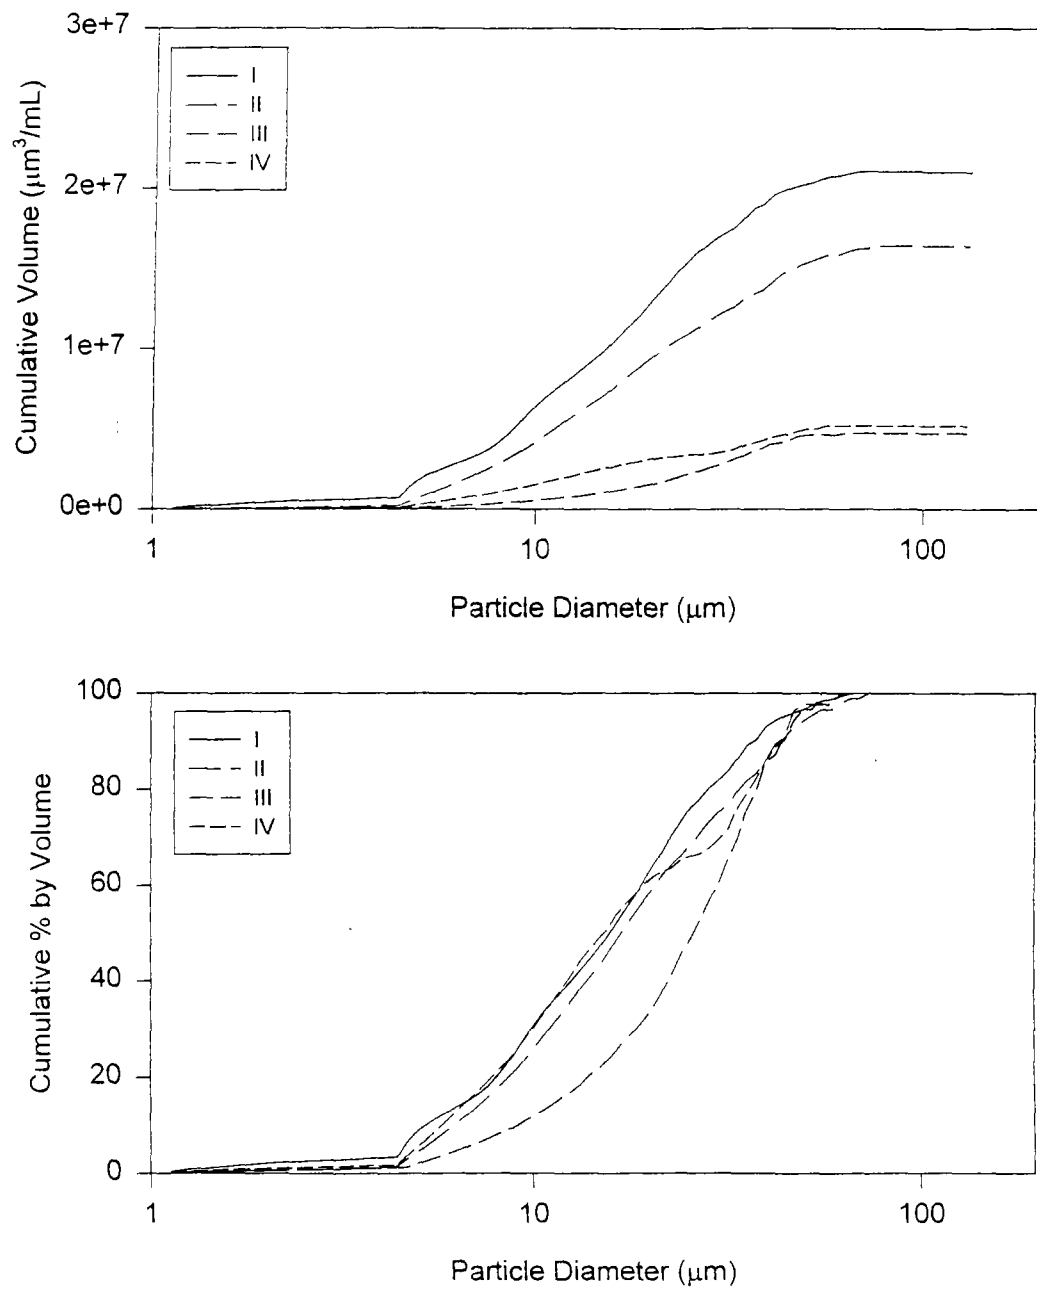 3e+7
2e+7
1e+7
0e+0
Cumulative Volume (μm³/mL)
I
II
III
IV
1
10
100
Particle Diameter (μm)
100
80
60
40
20
0
Cumulative % by Volume
I
II
III
IV
1
10
100
Particle Diameter (μm)